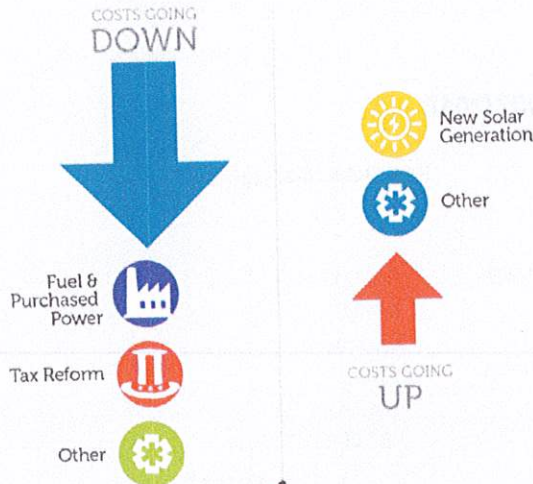 COSTS GOING
DOWN
Fuel &
Purchased
Power
Tax Reform
Other
New Solar
Generation
Other
COSTS GOING
UP